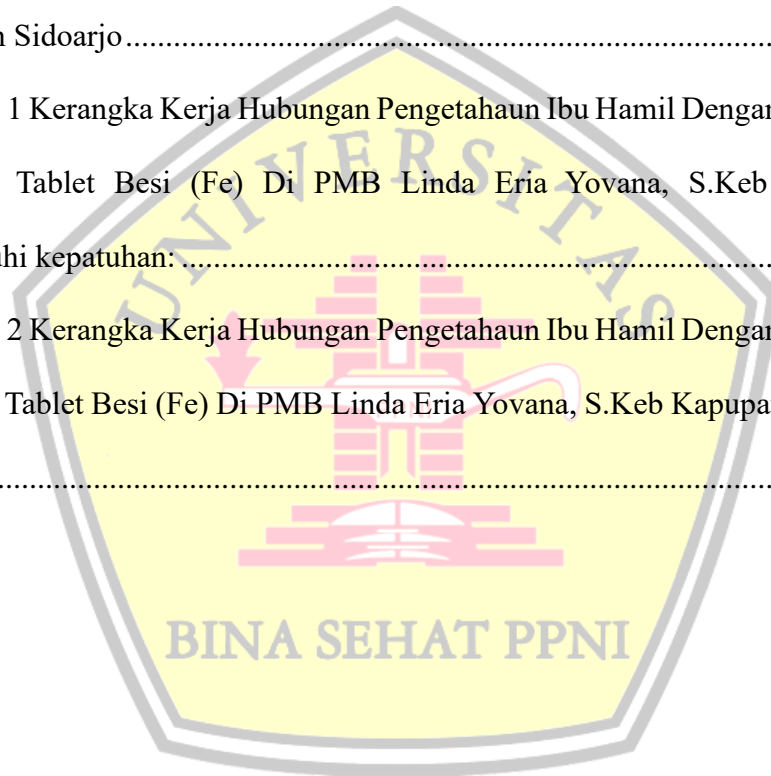 n Sidoarjo
1 Kerangka Kerja Hubungan Pengetahaun Ibu Hamil Dengan
Tablet Besi (Fe) Di PMB Linda Eria Yovana, S.Keb
hi kepatuhan:
2 Kerangka Kerja Hubungan Pengetahaun Ibu Hamil Dengan
Tablet Besi (Fe) Di PMB Linda Eria Yovana, S.Keb Kapupa
UNIVERSITAS
BINA SEHAT PPNI